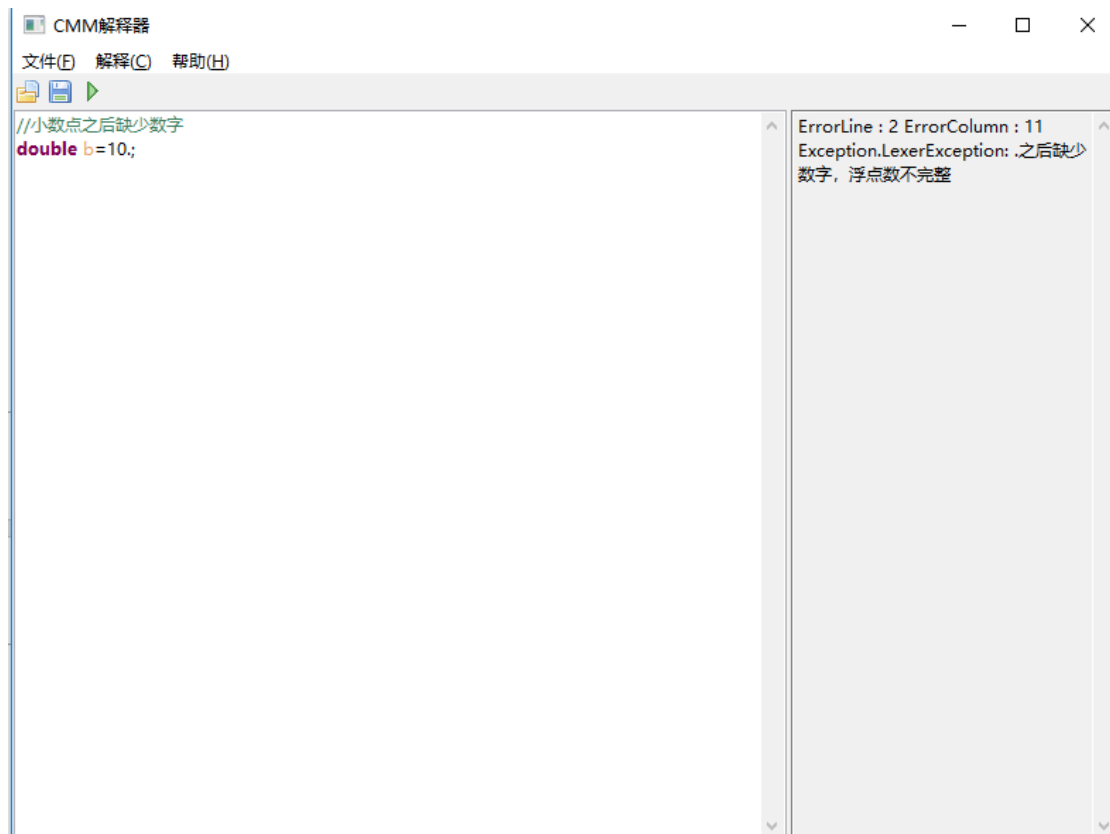 CMM解释器
文件(F) 解释(C) 帮助(H)
//小数点之后缺少数字
double b=10.;
ErrorLine : 2 ErrorColumn : 11
Exception.LexerException: .之后缺少
数字，浮点数不完整